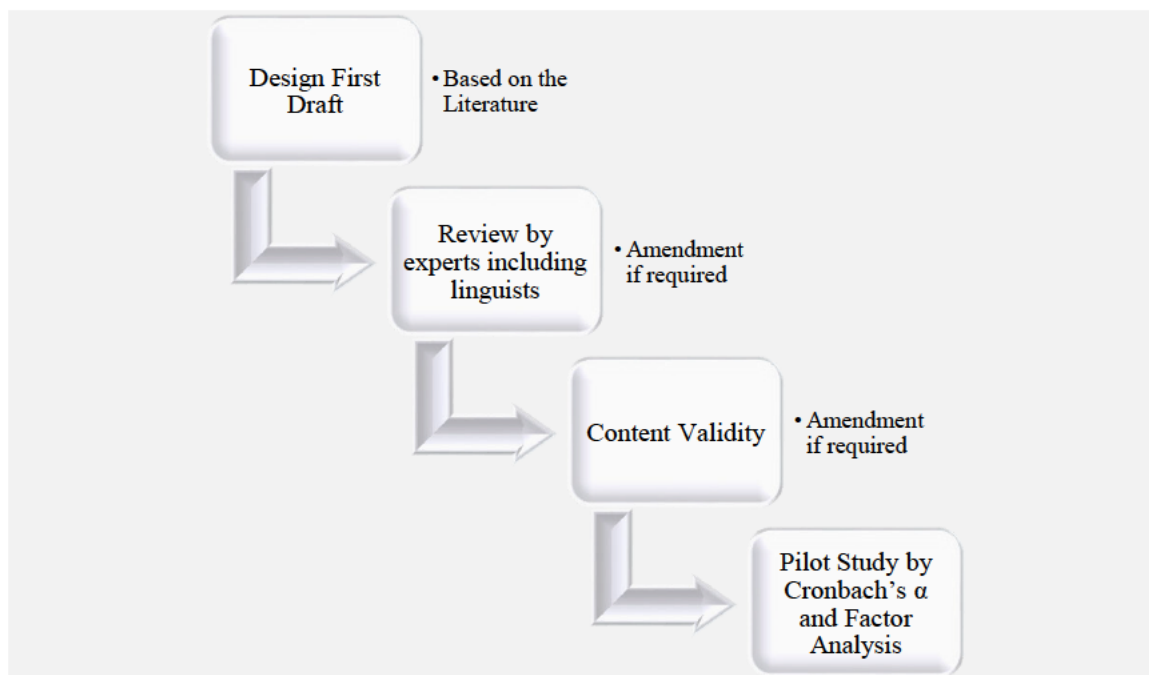 Design First
Draft
• Based on the
Literature
Review by
experts including
linguists
• Amendment
if required
Content Validity
• Amendment
if required
Pilot Study by
Cronbach’s α
and Factor
Analysis